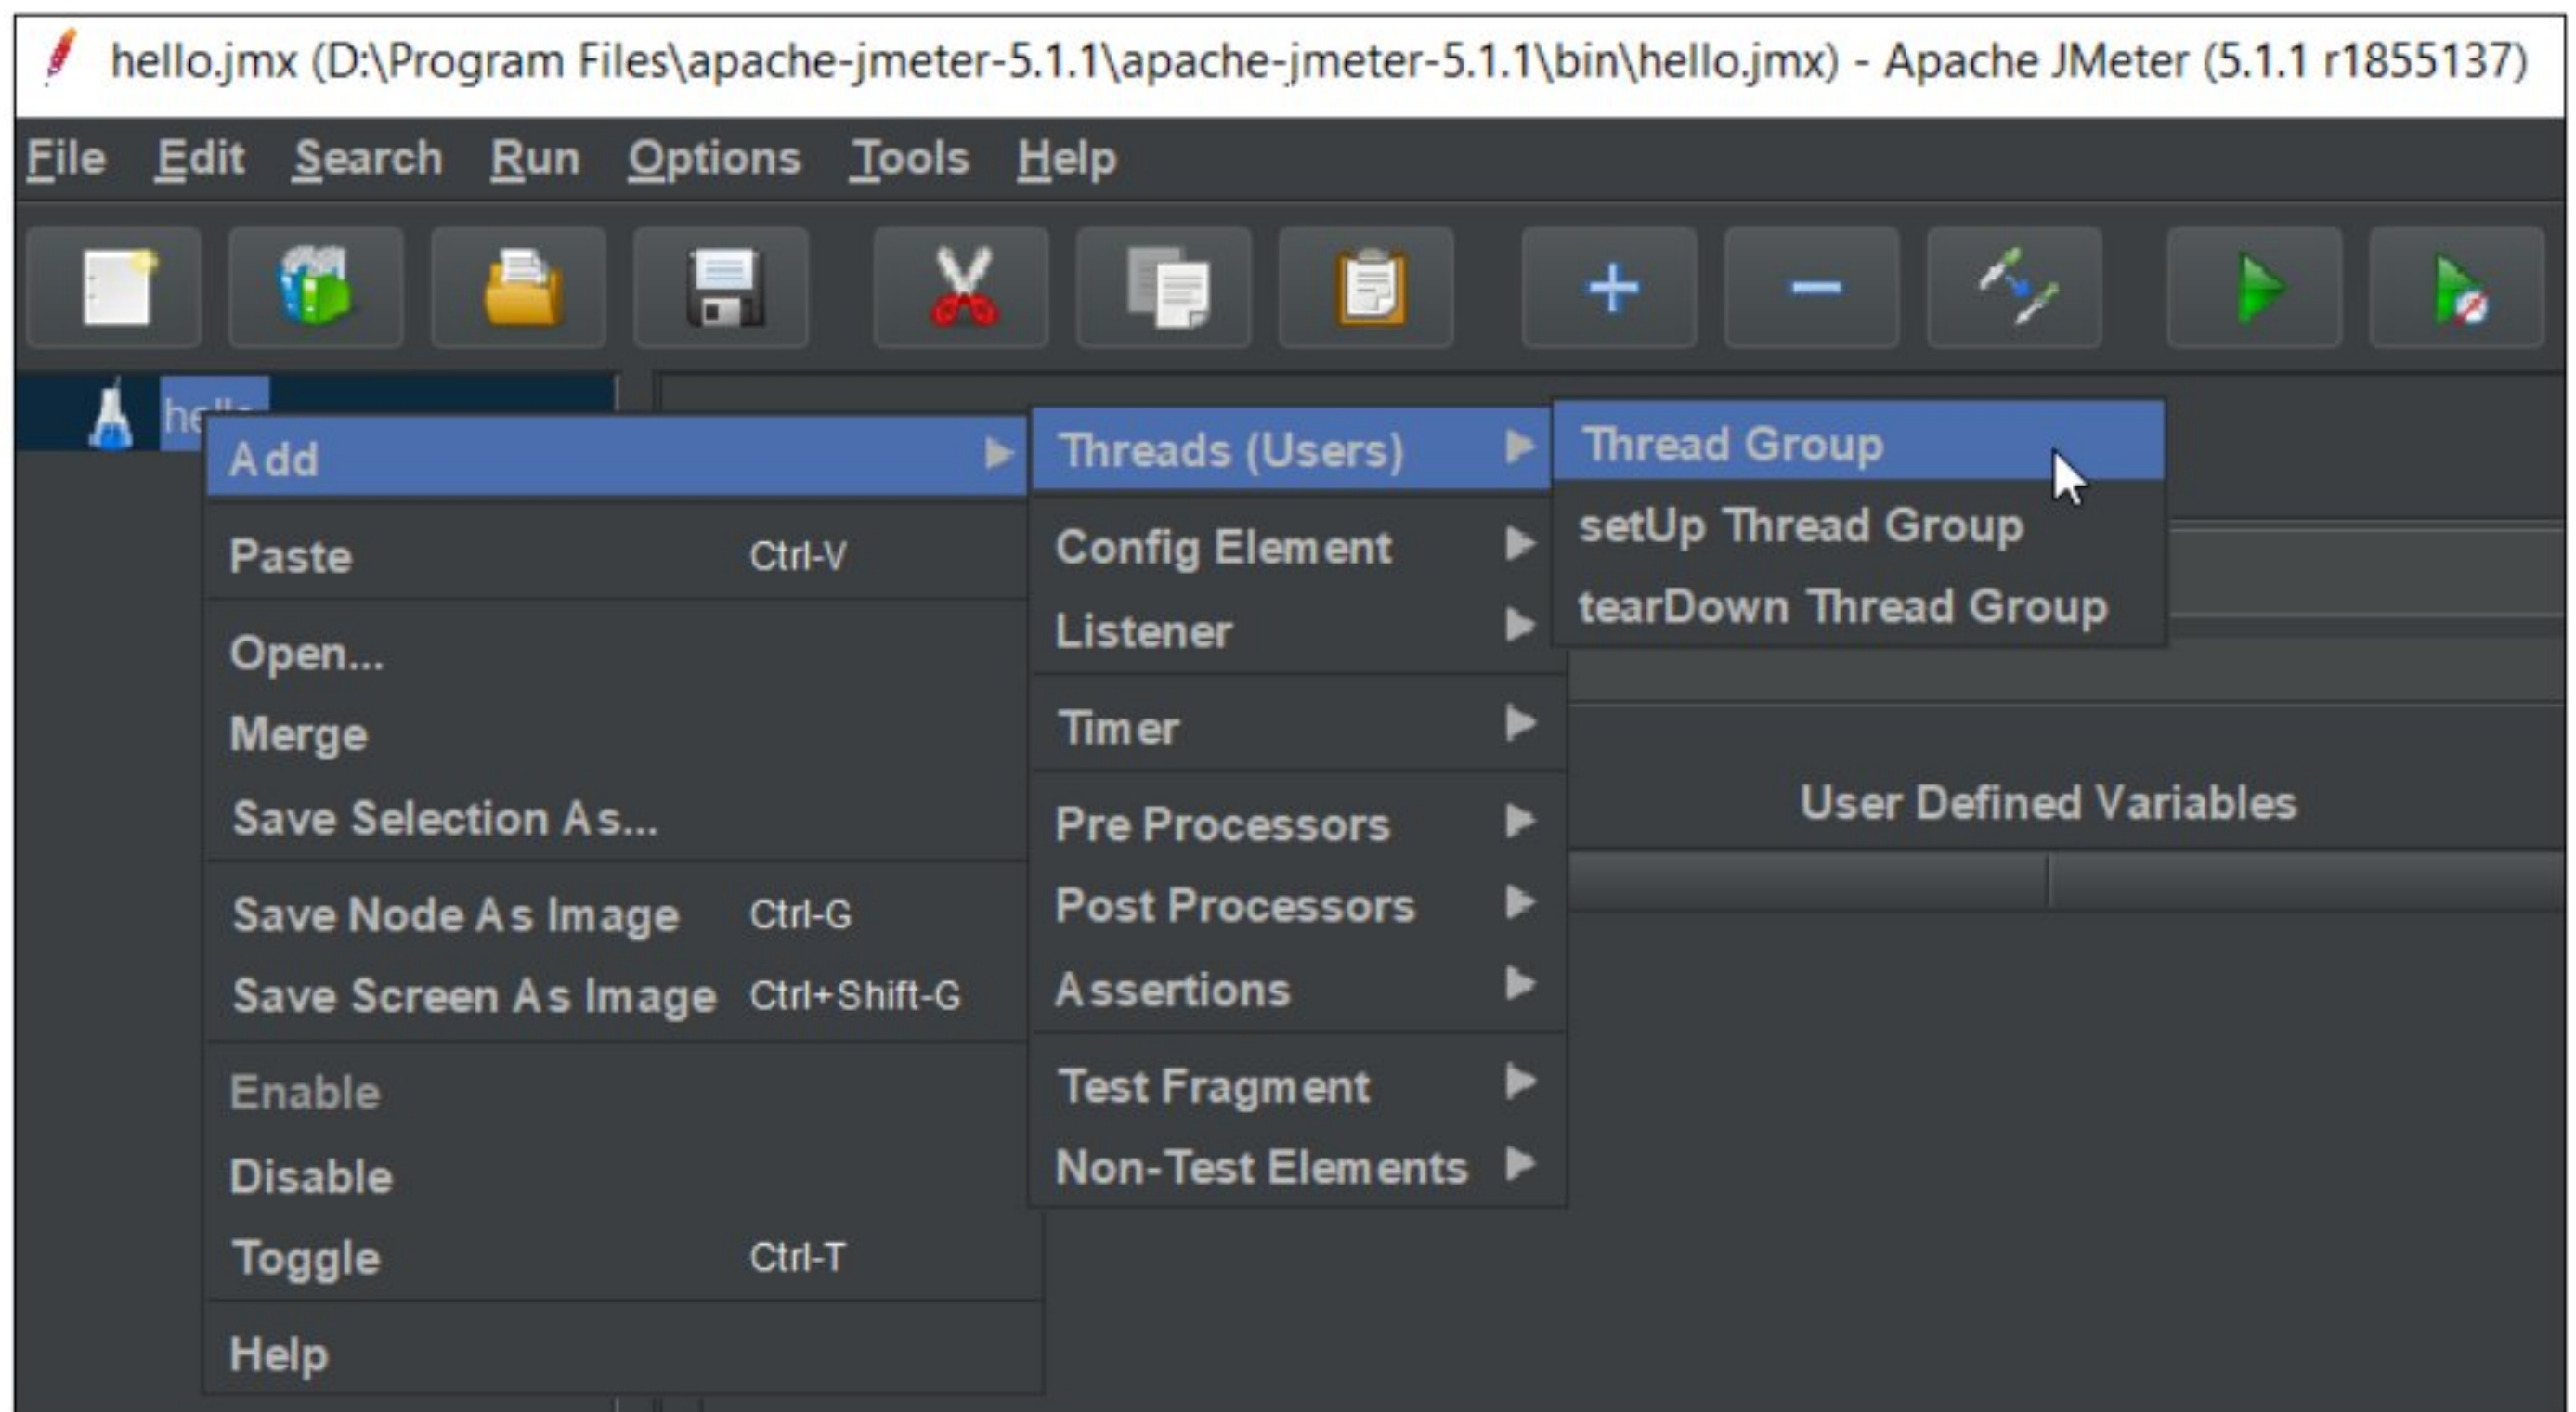 hello.jmx (D:\Program Files\apache-jmeter-5.1.1\apache-jmeter-5.1.1\bin\hello.jmx) - Apache JMeter (5.1.1 r1855137)
File Edit Search Run Options Tools Help
hello
Add
Paste Ctrl-V
Open...
Merge
Save Selection As...
Save Node As Image Ctrl-G
Save Screen As Image Ctrl+Shift-G
Enable
Disable
Toggle Ctrl-T
Help
Threads (Users)
Config Element
Listener
Timer
Pre Processors
Post Processors
Assertions
Test Fragment
Non-Test Elements
Thread Group
setUp Thread Group
tearDown Thread Group
User Defined Variables